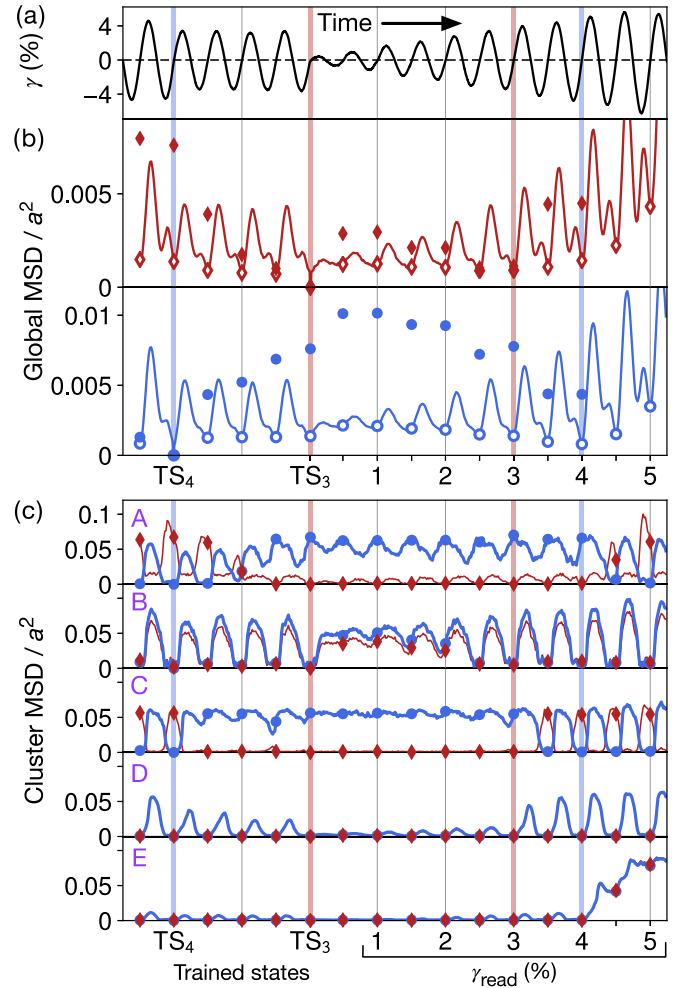 (a)
γ (%)
4
0
−4
Time
(b)
Global MSD / a²
0.005
0
0.01
0.005
0
TS₄
TS₃
1
2
3
4
5
(c)
Cluster MSD / a²
A
0.1
0.05
0
B
0.05
0
C
0.05
0
D
0.05
0
E
0.05
0
TS₄
TS₃
1
2
3
4
5
Trained states
γread (%)